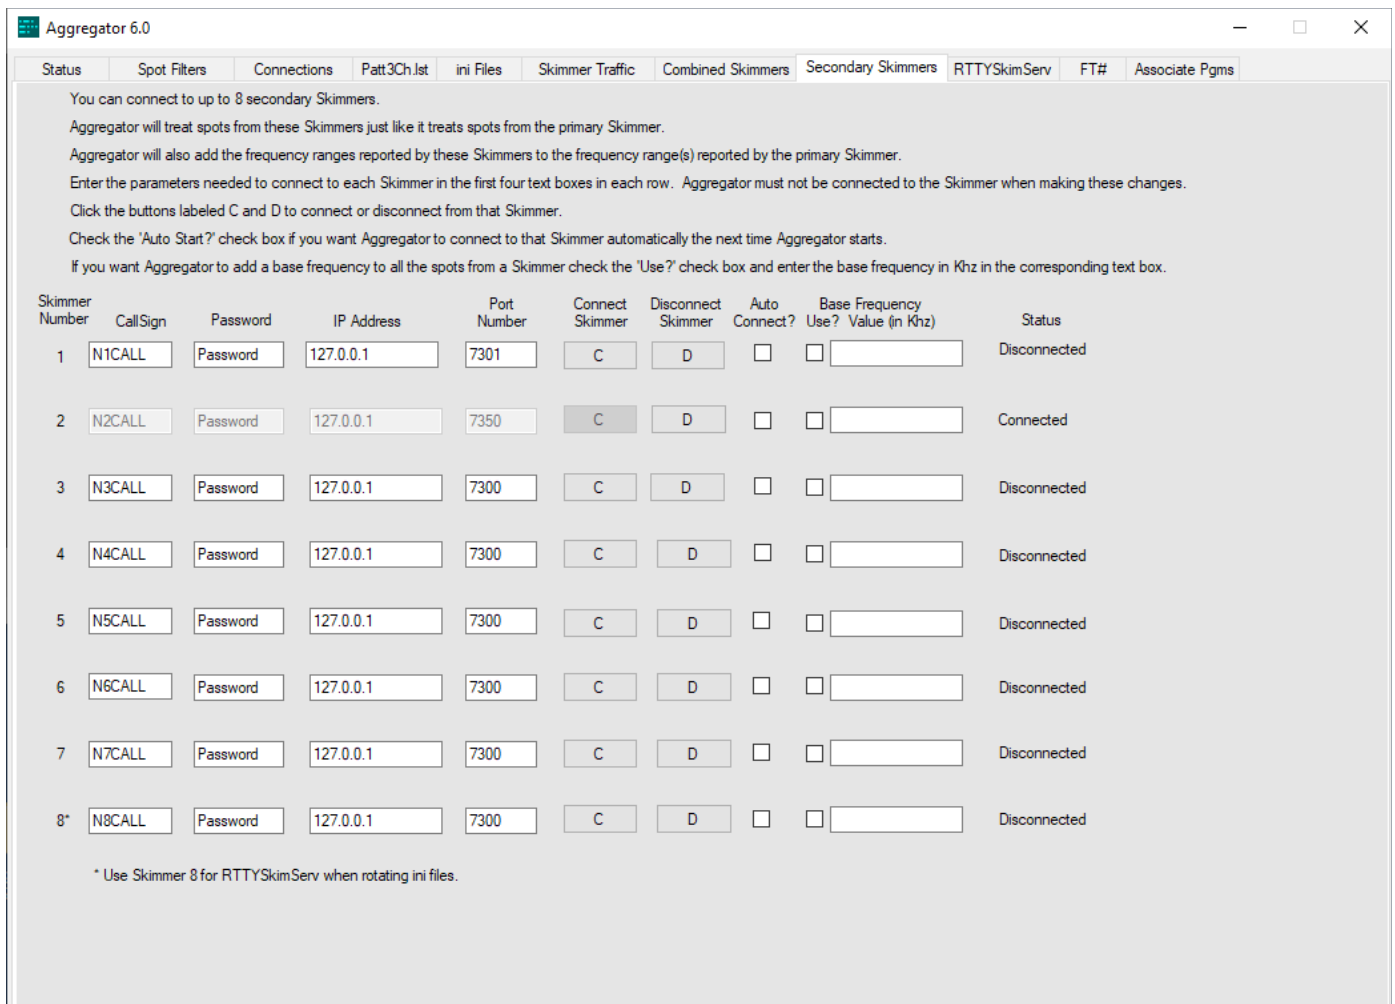 Aggregator 6.0
Status Spot Filters Connections Patt3Ch.lst ini Files Skimmer Traffic Combined Skimmers Secondary Skimmers RTTYSkimServ FT# Associate Pgms
You can connect to up to 8 secondary Skimmers.
Aggregator will treat spots from these Skimmers just like it treats spots from the primary Skimmer.
Aggregator will also add the frequency ranges reported by these Skimmers to the frequency range(s) reported by the primary Skimmer.
Enter the parameters needed to connect to each Skimmer in the first four text boxes in each row. Aggregator must not be connected to the Skimmer when making these changes.
Click the buttons labeled C and D to connect or disconnect from that Skimmer.
Check the 'Auto Start?' check box if you want Aggregator to connect to that Skimmer automatically the next time Aggregator starts.
If you want Aggregator to add a base frequency to all the spots from a Skimmer check the 'Use?' check box and enter the base frequency in Khz in the corresponding text box.
Skimmer Port Connect Disconnect Auto Base Frequency
Number CallSign Password IP Address Number Skimmer Skimmer Connect? Use? Value (in Khz) Status
1 N1CALL Password 127.0.0.1 7301 C D Disconnected
2 N2CALL Password 127.0.0.1 7350 C D Connected
3 N3CALL Password 127.0.0.1 7300 C D Disconnected
4 N4CALL Password 127.0.0.1 7300 C D Disconnected
5 N5CALL Password 127.0.0.1 7300 C D Disconnected
6 N6CALL Password 127.0.0.1 7300 C D Disconnected
7 N7CALL Password 127.0.0.1 7300 C D Disconnected
8* N8CALL Password 127.0.0.1 7300 C D Disconnected
* Use Skimmer 8 for RTTYSkimServ when rotating ini files.